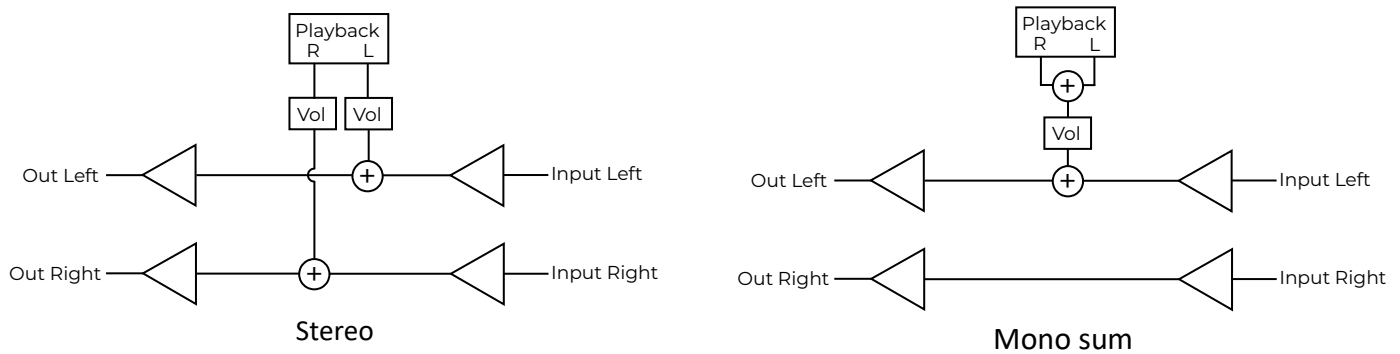 Playback
R L
Vol Vol
Out Left Input Left
Out Right Input Right
Stereo
Playback
R L
+
Vol
Out Left + Input Left
Out Right Input Right
Mono sum